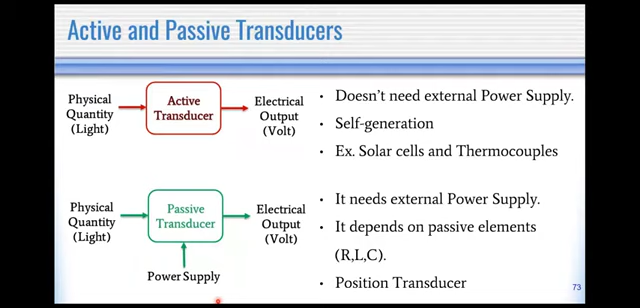 Active and Passive Transducers
Physical
Quantity
(Light)
Active
Transducer
Electrical
Output
(Volt)
• Doesn't need external Power Supply.
• Self-generation
• Ex. Solar cells and Thermocouples
Physical
Quantity
(Light)
Passive
Transducer
Electrical
Output
(Volt)
Power Supply
• It needs external Power Supply.
• It depends on passive elements
(R,L,C).
• Position Transducer
73